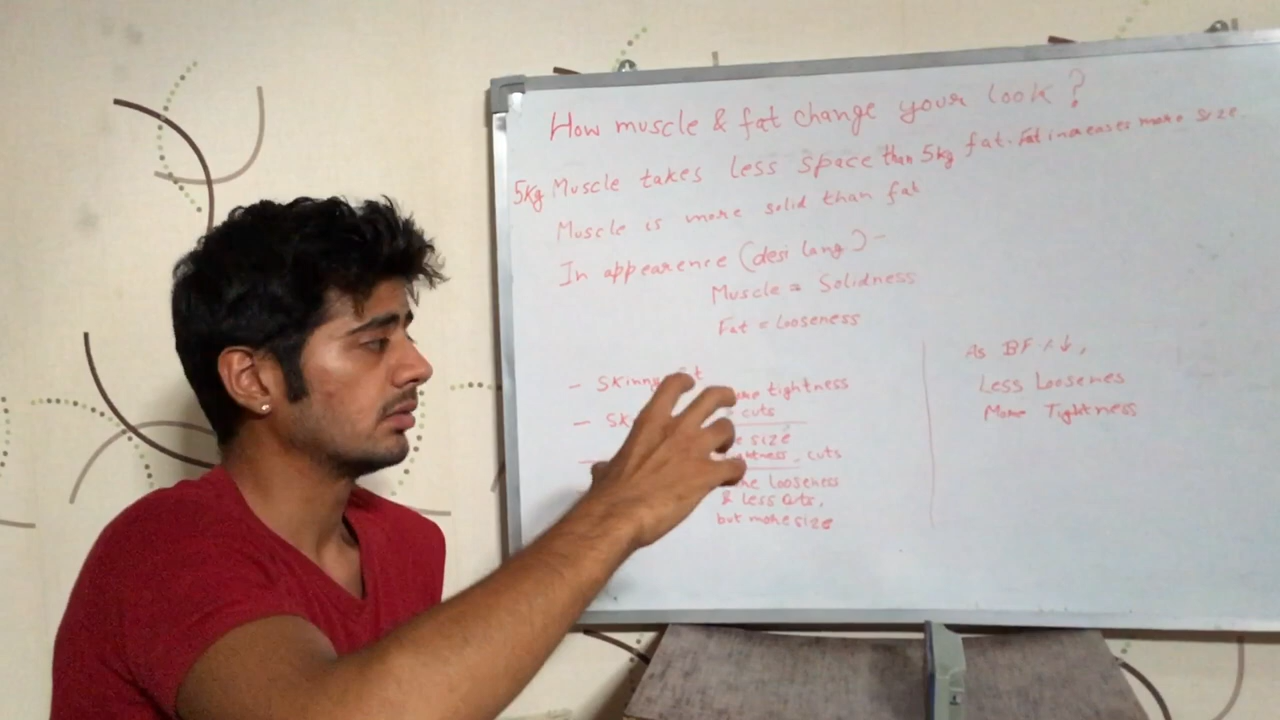 How muscle & fat change your look?
5Kg Muscle takes less space than 5kg fat. Fat increases more size
Muscle is more solid than fat
In appearence (desi lang) -
Muscle = Solidness
Fat = Looseness
- Skinny
tightness
- cuts
size
cuts
Looseness
& less cuts,
but more size
As BF % ↓,
Less Loosenes
More Tightness